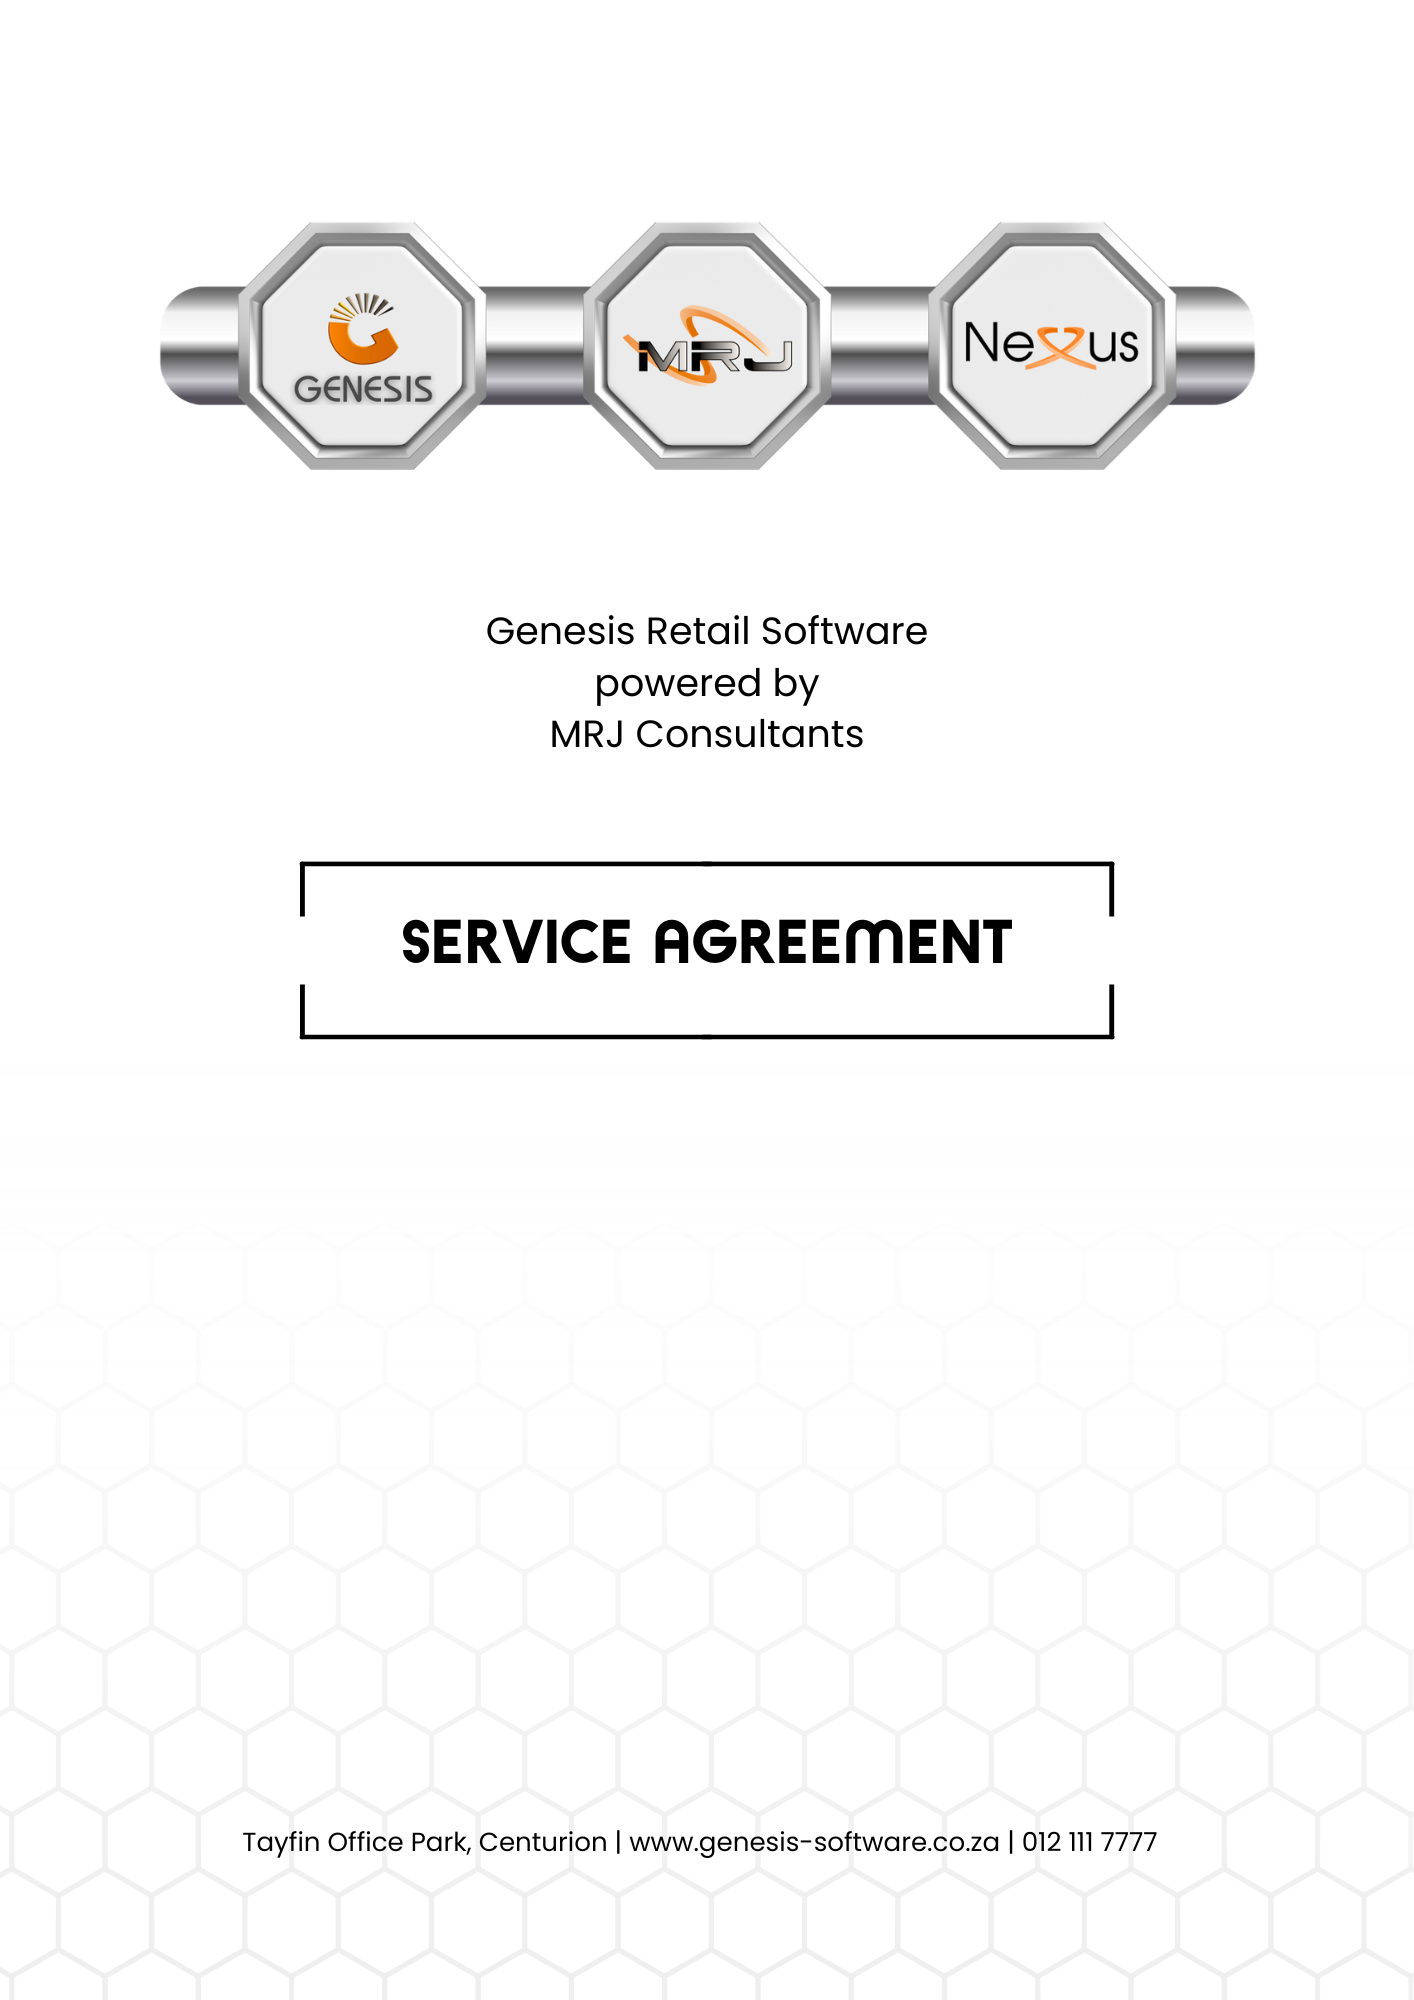 GENESIS
MRJ
Nexus
Genesis Retail Software
powered by
MRJ Consultants
SERVICE AGREEMENT
Tayfin Office Park, Centurion | www.genesis-software.co.za | 012 111 7777